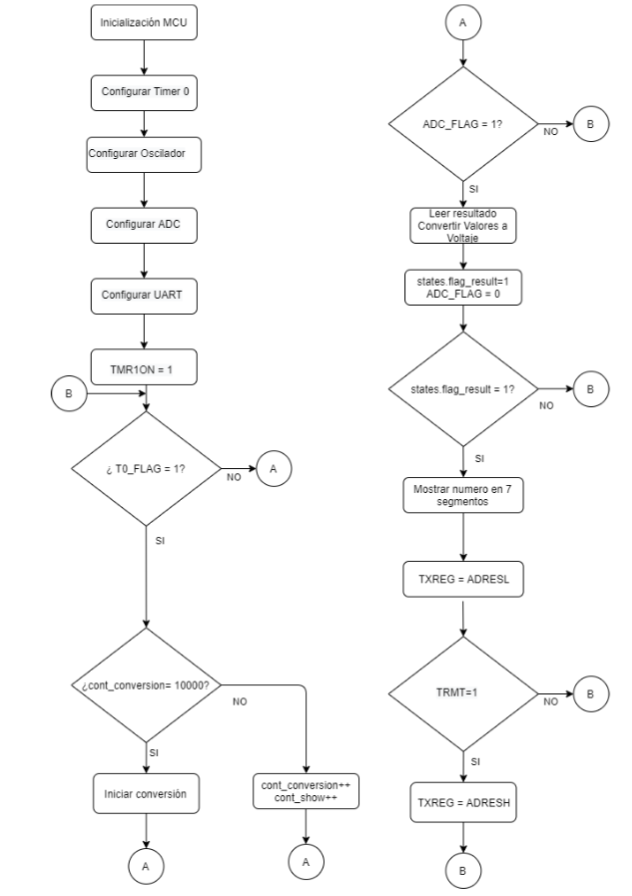 Inicialización MCU
Configurar Timer 0
Configurar Oscilador
Configurar ADC
Configurar UART
TMR1ON = 1
B
¿ T0_FLAG = 1?
NO
A
SI
¿cont_conversion= 10000?
NO
SI
Iniciar conversión
cont_conversion++
cont_show++
A
A
A
ADC_FLAG = 1?
NO
B
SI
Leer resultado
Convertir Valores a
Voltaje
states.flag_result=1
ADC_FLAG = 0
states.flag_result = 1?
NO
B
SI
Mostrar numero en 7
segmentos
TXREG = ADRESL
TRMT=1
NO
B
SI
TXREG = ADRESH
B